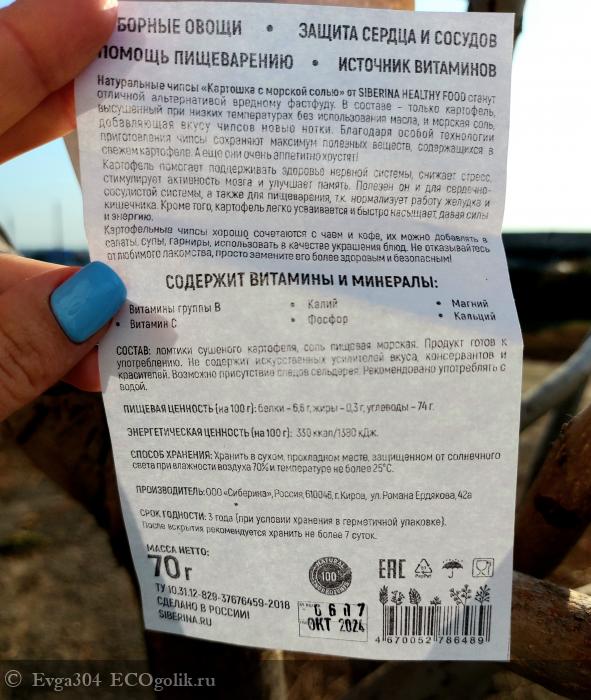 БОРНЫЕ ОВОЩИ • ЗАЩИТА СЕРДЦА И СОСУДОВ
ПОМОЩЬ ПИЩЕВАРЕНИЮ • ИСТОЧНИК ВИТАМИНОВ
Натуральные чипсы «Картошка с морской солью» от SIBERINA HEALTHY FOOD станут
отличной альтернативой вредному фастфуду. В составе - только картофель,
высушенный при низких температурах без использования масла, и морская соль,
добавляющая вкусу чипсов новые нотки. Благодаря особой технологии
приготовления чипсы сохраняют максимум полезных веществ, содержащихся в
свежем картофеле. А еще они очень аппетитно хрустят!
Картофель помогает поддерживать здоровье нервной системы, снижает стресс,
стимулирует активность мозга и улучшает память. Полезен он и для сердечно-
сосудистой системы, а также для пищеварения, т.к. нормализует работу желудка и
кишечника. Кроме того, картофель легко усваивается и быстро насыщает, давая силы
и энергию.
Картофельные чипсы хорошо сочетаются с чаем и кофе, их можно добавлять в
салаты, супы, гарниры, использовать в качестве украшения блюд. Не отказывайтесь
от любимого лакомства, просто замените его более здоровым и безопасным!
СОДЕРЖИТ ВИТАМИНЫ И МИНЕРАЛЫ:
Витамины группы В • Калий • Магний
• Витамин С • Фосфор • Кальций
СОСТАВ: ломтики сушеного картофеля, соль пищевая морская. Продукт готов к
употреблению. Не содержит искусственных усилителей вкуса, консервантов и
красителей. Возможно присутствие следов сельдерея. Рекомендовано употреблять с
водой.
ПИЩЕВАЯ ЦЕННОСТЬ (на 100 г): белки – 6,6 г, жиры – 0,3 г, углеводы – 74 г.
ЭНЕРГЕТИЧЕСКАЯ ЦЕННОСТЬ (на 100 г): 330 ккал/1380 кДж.
СПОСОБ ХРАНЕНИЯ: Хранить в сухом, прохладном месте, защищенном от солнечного
света при влажности воздуха 70% и температуре не более 25°С.
ПРОИЗВОДИТЕЛЬ: ООО «Сиберина», Россия, 610046, г. Киров, ул. Романа Ердякова, 42а
СРОК ГОДНОСТИ: 3 года (при условии хранения в герметичной упаковке).
После вскрытия рекомендуется хранить не более 7 суток.
МАССА НЕТТО:
70 г
ТУ 10.31.12-829-37676459-2018
СДЕЛАНО В РОССИИ!
SIBERINA.RU
NATURAL
100
EAC
ОКТ 2024
4 670052 786489
© Evga304 ECOgolik.ru